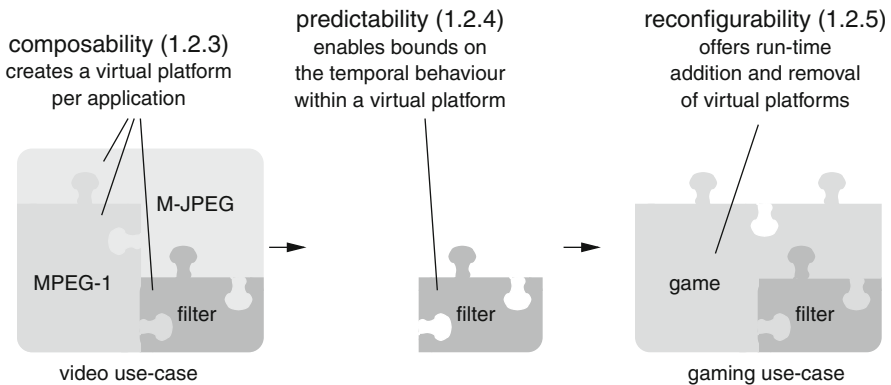 composability (1.2.3)
creates a virtual platform
per application
predictability (1.2.4)
enables bounds on
the temporal behaviour
within a virtual platform
reconfigurability (1.2.5)
offers run-time
addition and removal
of virtual platforms
M-JPEG
MPEG-1
filter
video use-case
filter
game
filter
gaming use-case